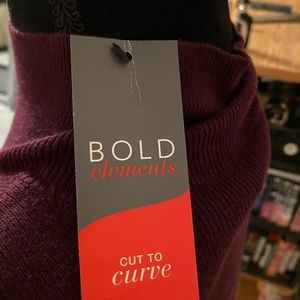 BOLD
elements
CUT TO
curve